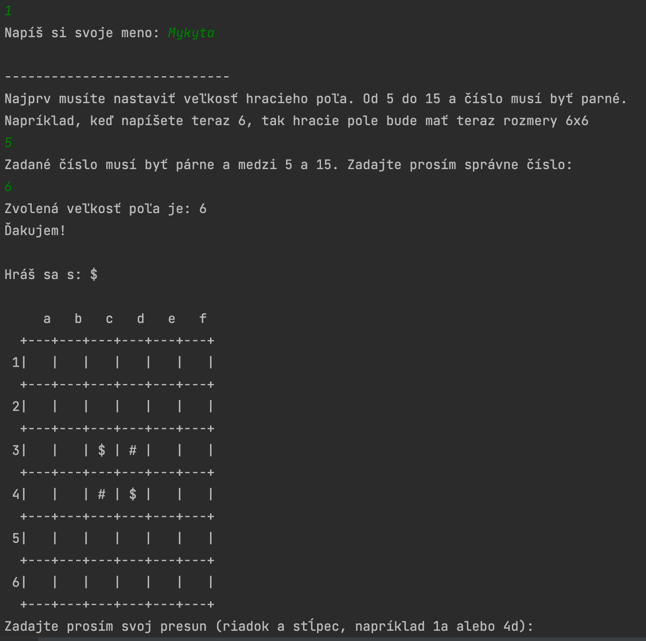 1
Napíš si svoje meno: Mykyta
-----------------------------
Najprv musíte nastaviť veľkosť hracieho poľa. Od 5 do 15 a číslo musí byť parné.
Napríklad, keď napíšete teraz 6, tak hracie pole bude mať teraz rozmery 6x6
5
Zadané číslo musí byť párne a medzi 5 a 15. Zadajte prosím správne číslo:
6
Zvolená veľkosť poľa je: 6
Ďakujem!
Hráš sa s: $
     a   b   c   d   e   f
  +---+---+---+---+---+---+
 1|   |   |   |   |   |   |
  +---+---+---+---+---+---+
 2|   |   |   |   |   |   |
  +---+---+---+---+---+---+
 3|   |   | $ | # |   |   |
  +---+---+---+---+---+---+
 4|   |   | # | $ |   |   |
  +---+---+---+---+---+---+
 5|   |   |   |   |   |   |
  +---+---+---+---+---+---+
 6|   |   |   |   |   |   |
  +---+---+---+---+---+---+
Zadajte prosím svoj presun (riadok a stĺpec, napríklad 1a alebo 4d):